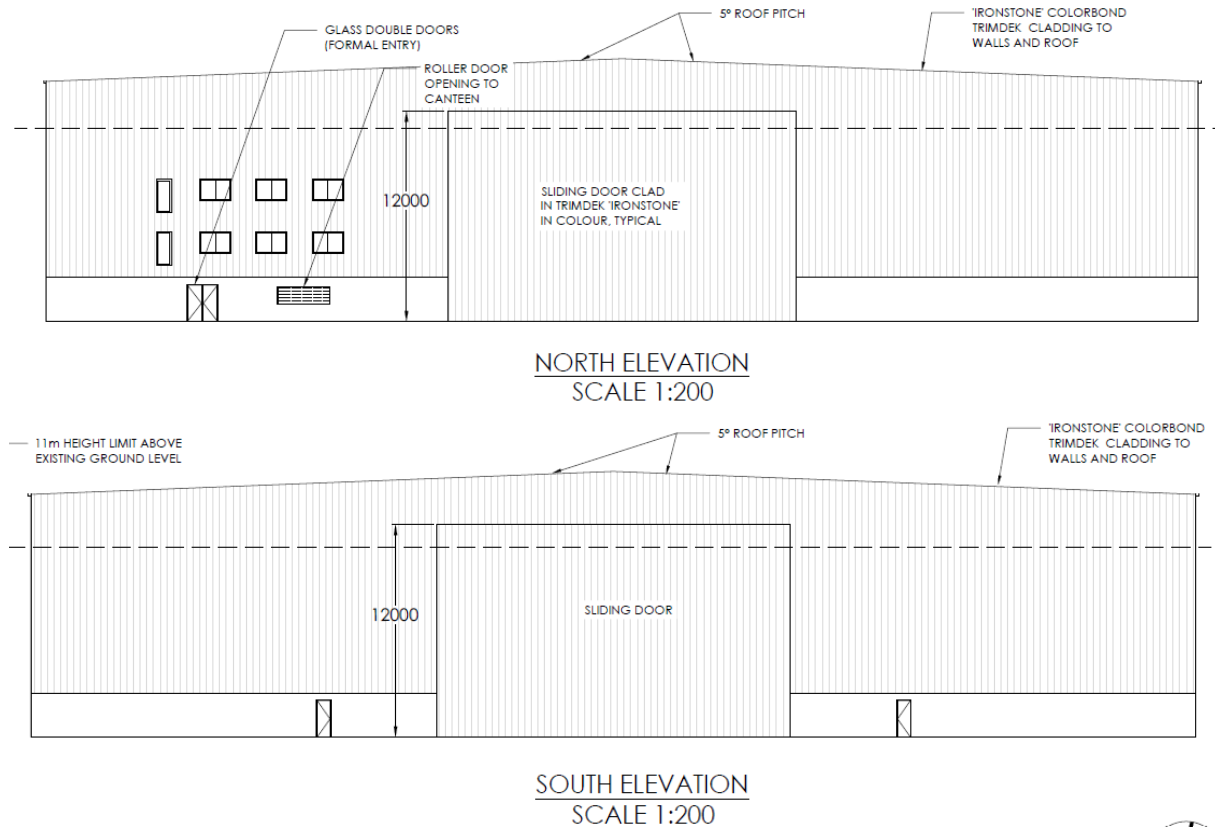 GLASS DOUBLE DOORS
(FORMAL ENTRY)
5º ROOF PITCH
'IRONSTONE' COLORBOND
TRIMDEK CLADDING TO
WALLS AND ROOF
ROLLER DOOR
OPENING TO
CANTEEN
12000
SLIDING DOOR CLAD
IN TRIMDEK 'IRONSTONE'
IN COLOUR, TYPICAL
NORTH ELEVATION
SCALE 1:200
11m HEIGHT LIMIT ABOVE
EXISTING GROUND LEVEL
5º ROOF PITCH
'IRONSTONE' COLORBOND
TRIMDEK CLADDING TO
WALLS AND ROOF
12000
SLIDING DOOR
SOUTH ELEVATION
SCALE 1:200